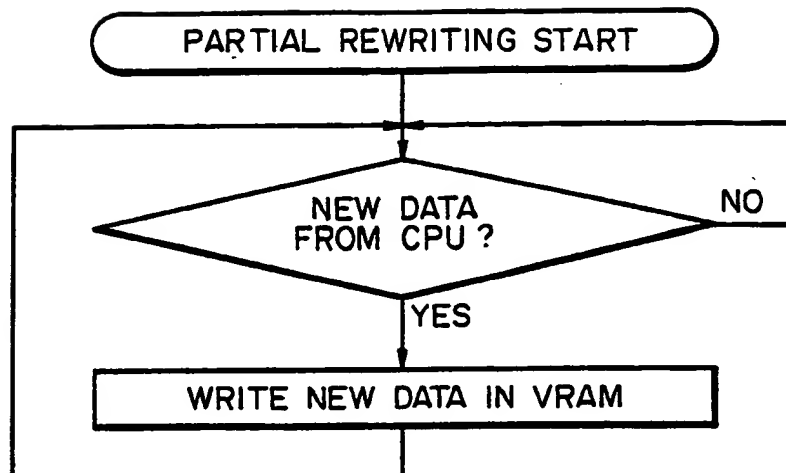 PARTIAL REWRITING START
NEW DATA
FROM CPU?
NO
YES
WRITE NEW DATA IN VRAM